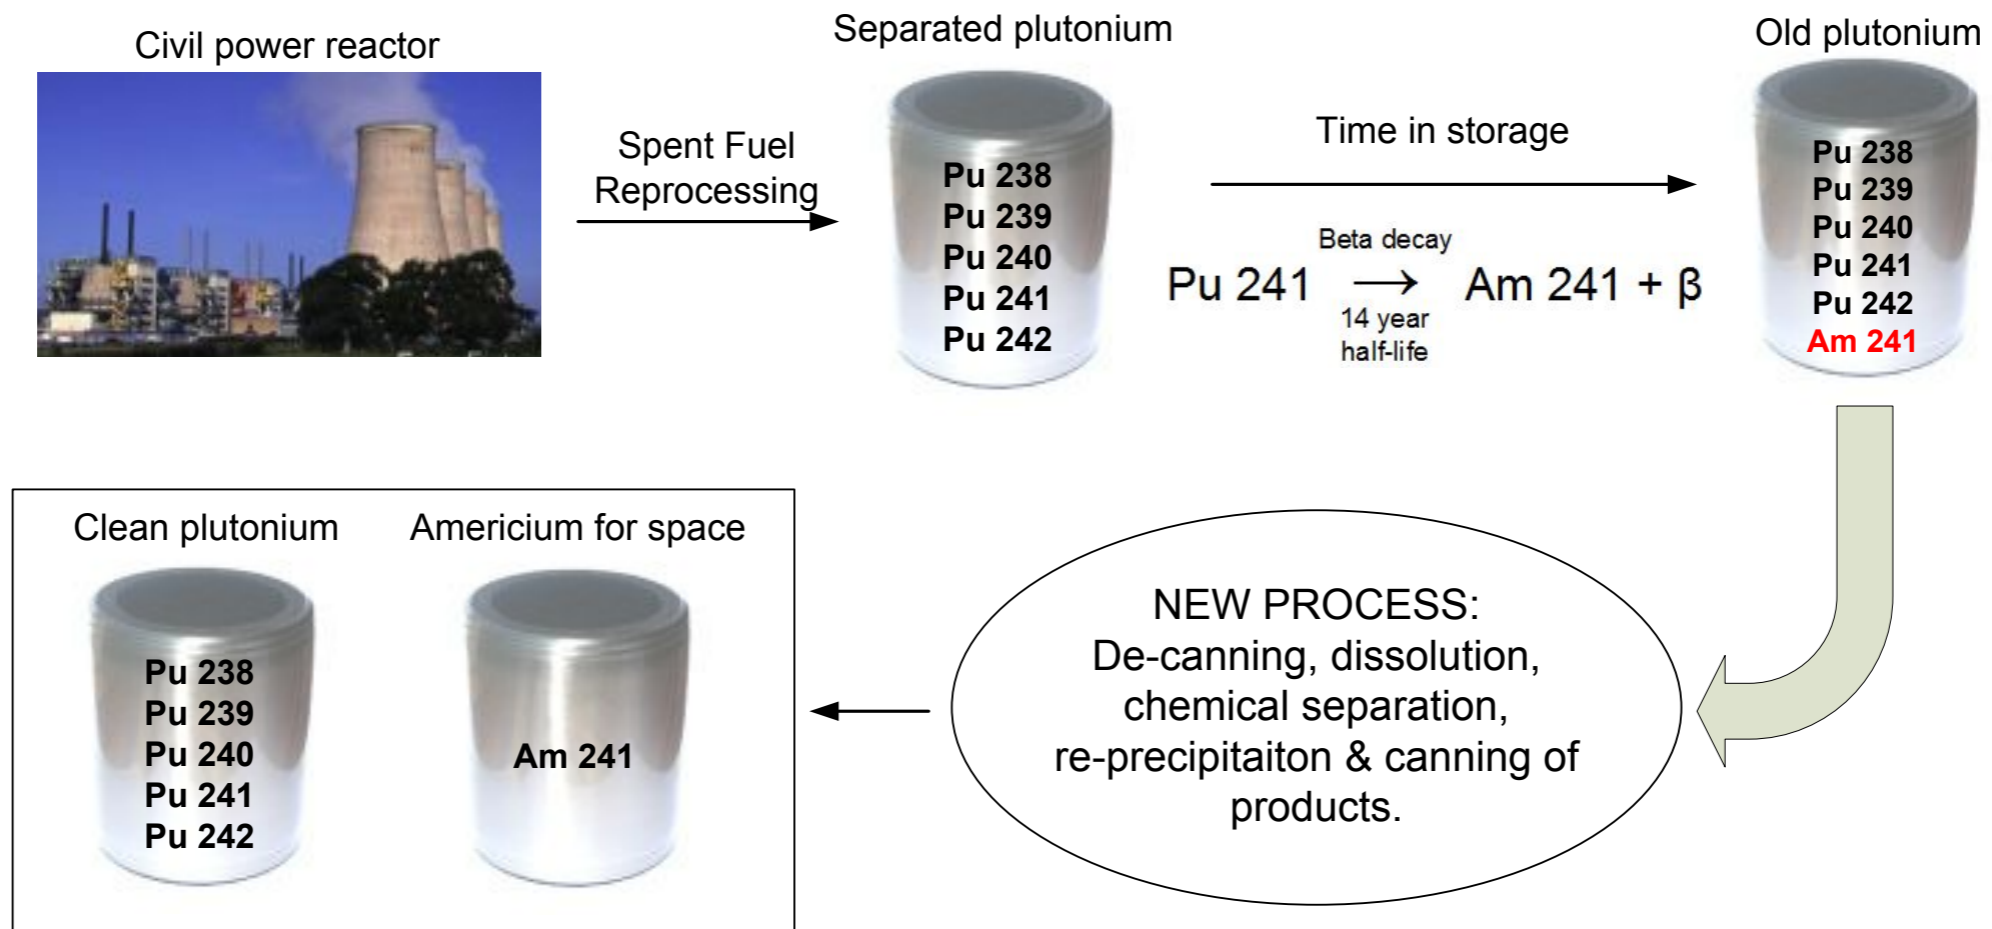 Civil power reactor
Spent Fuel
Reprocessing
Separated plutonium
Pu 238
Pu 239
Pu 240
Pu 241
Pu 242
Time in storage
Beta decay
Pu 241 → Am 241 + β
14 year
half-life
Old plutonium
Pu 238
Pu 239
Pu 240
Pu 241
Pu 242
Am 241
NEW PROCESS:
De-canning, dissolution,
chemical separation,
re-precipitaiton & canning of
products.
Clean plutonium
Pu 238
Pu 239
Pu 240
Pu 241
Pu 242
Americium for space
Am 241